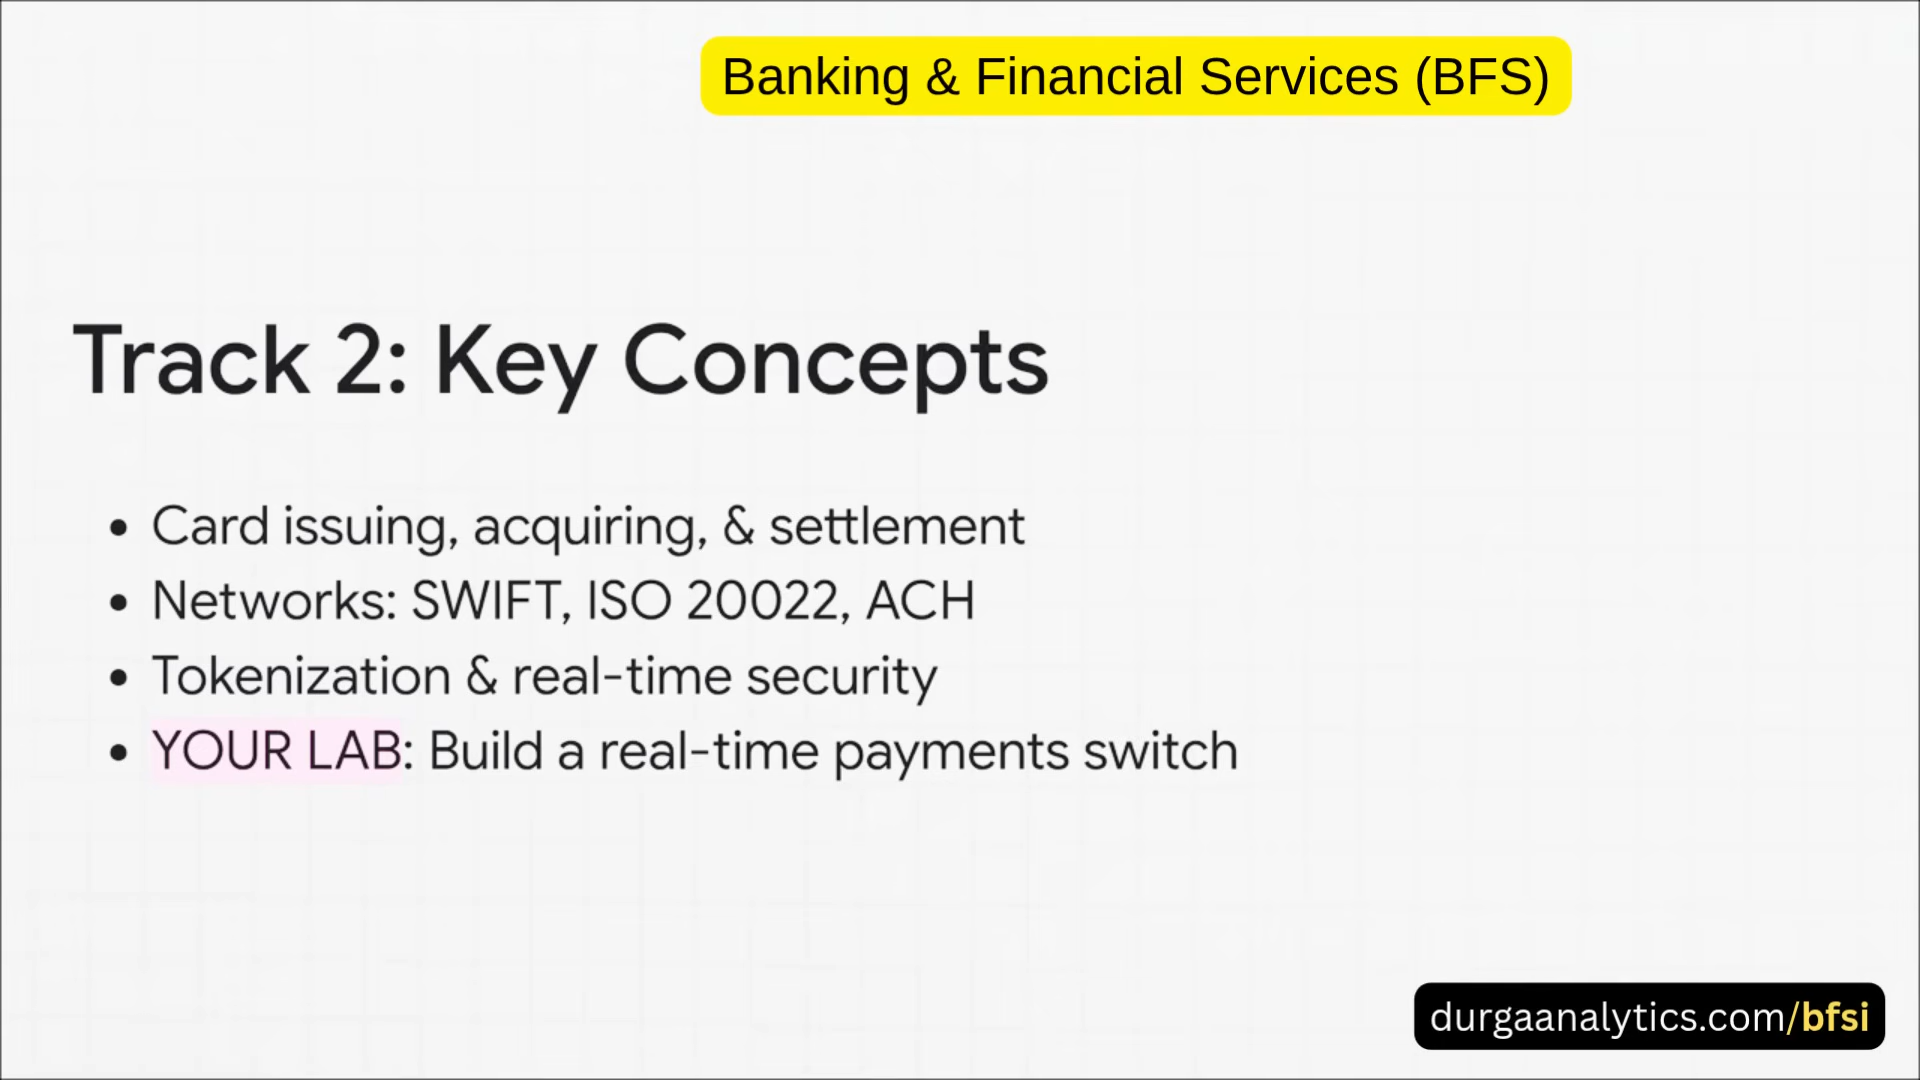 Banking & Financial Services (BFS)
Track 2: Key Concepts
• Card issuing, acquiring, & settlement
• Networks: SWIFT, ISO 20022, ACH
• Tokenization & real-time security
• YOUR LAB: Build a real-time payments switch
durgaanalytics.com/bfsi